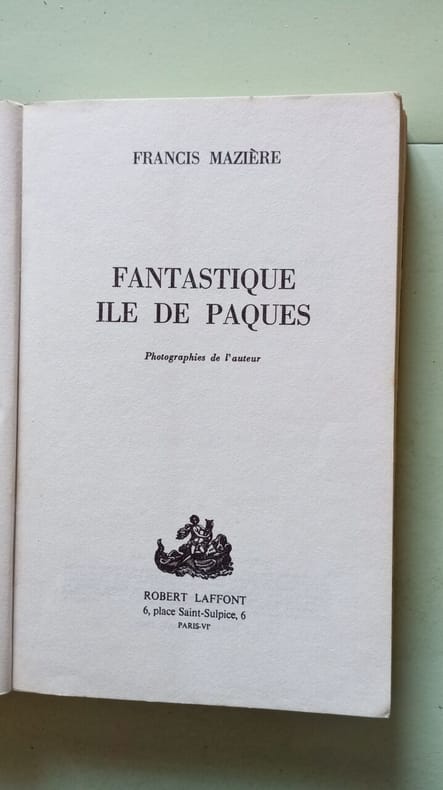 FRANCIS MAZIÈRE
FANTASTIQUE
ILE DE PAQUES
Photographies de l'auteur
ROBERT LAFFONT
6, place Saint-Sulpice, 6
PARIS-VIᵉ